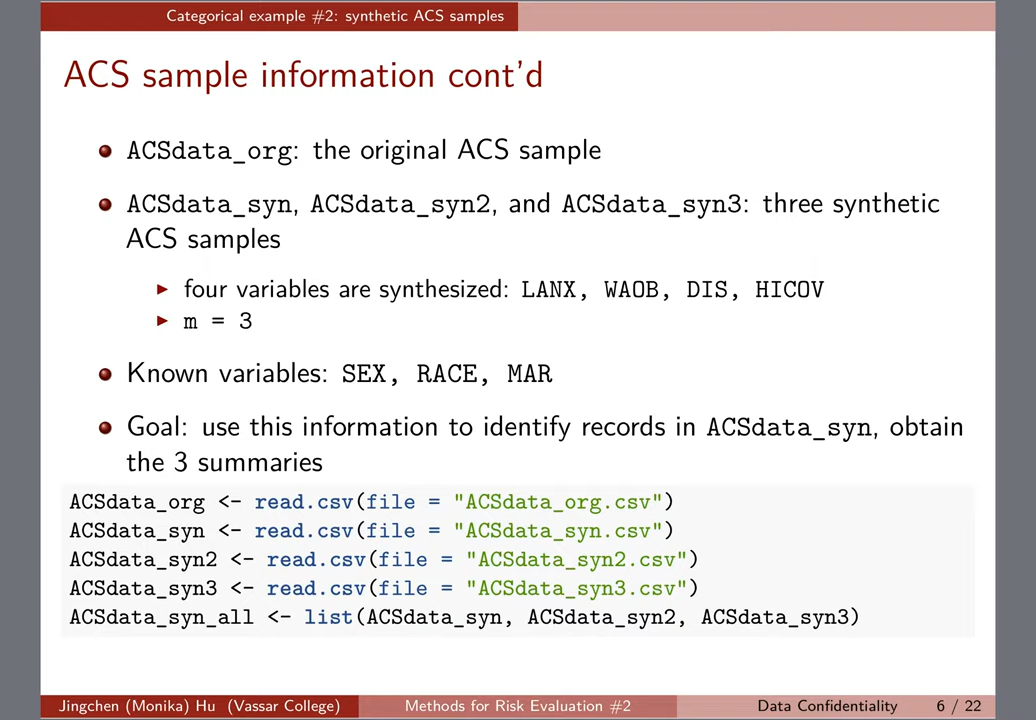 Categorical example #2: synthetic ACS samples
ACS sample information cont'd
ACSdata_org: the original ACS sample
ACSdata_syn, ACSdata_syn2, and ACSdata_syn3: three synthetic
ACS samples
four variables are synthesized: LANX, WAOB, DIS, HICOV
m = 3
Known variables: SEX, RACE, MAR
Goal: use this information to identify records in ACSdata_syn, obtain
the 3 summaries
ACSdata_org <- read.csv(file = "ACSdata_org.csv")
ACSdata_syn <- read.csv(file = "ACSdata_syn.csv")
ACSdata_syn2 <- read.csv(file = "ACSdata_syn2.csv")
ACSdata_syn3 <- read.csv(file = "ACSdata_syn3.csv")
ACSdata_syn_all <- list(ACSdata_syn, ACSdata_syn2, ACSdata_syn3)
Jingchen (Monika) Hu (Vassar College) Methods for Risk Evaluation #2 Data Confidentiality 6 / 22